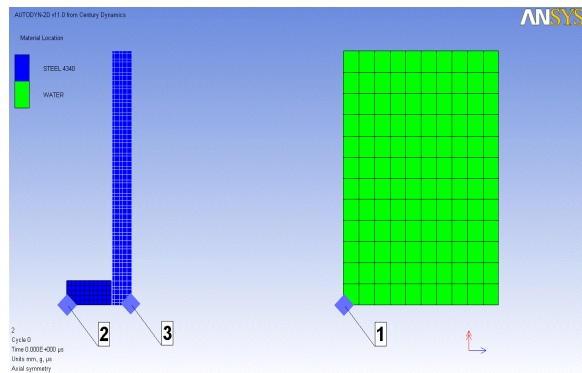 AUTODYN-2D v11.0 from Century Dynamics
ANSYS
Material Location
STEEL 4340
WATER
2
3
1
2
Cycle 0
Time 0.000E+000 µs
Units mm, g, µs
Axial symmetry